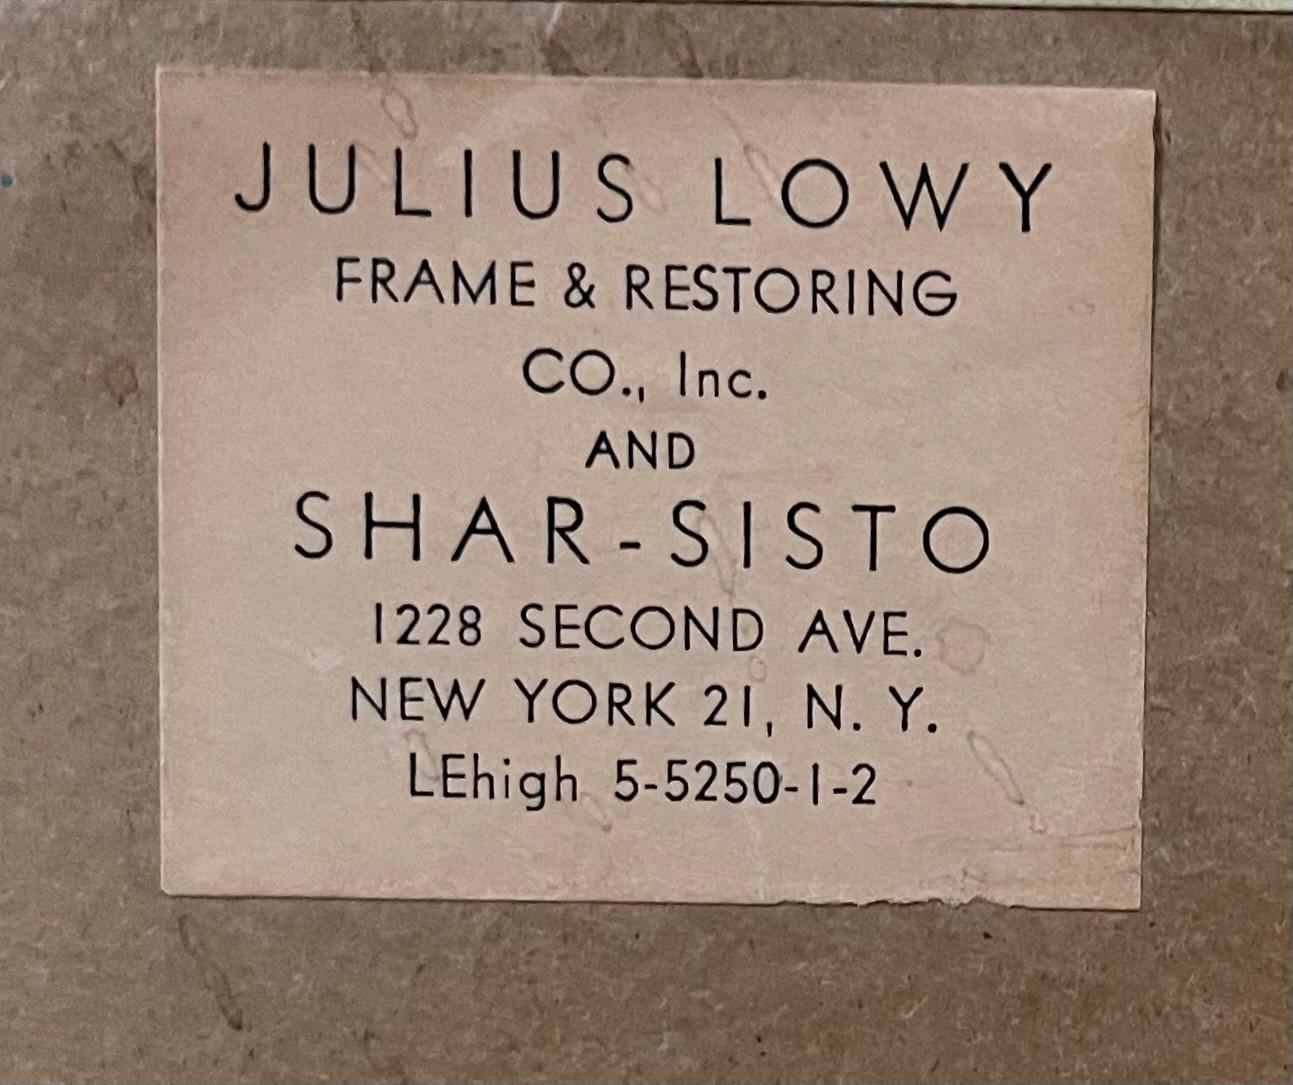 JULIUS LOWY
FRAME & RESTORING
CO., Inc.
AND
SHAR-SISTO
1228 SECOND AVE.
NEW YORK 21, N. Y.
LEhigh 5-5250-1-2